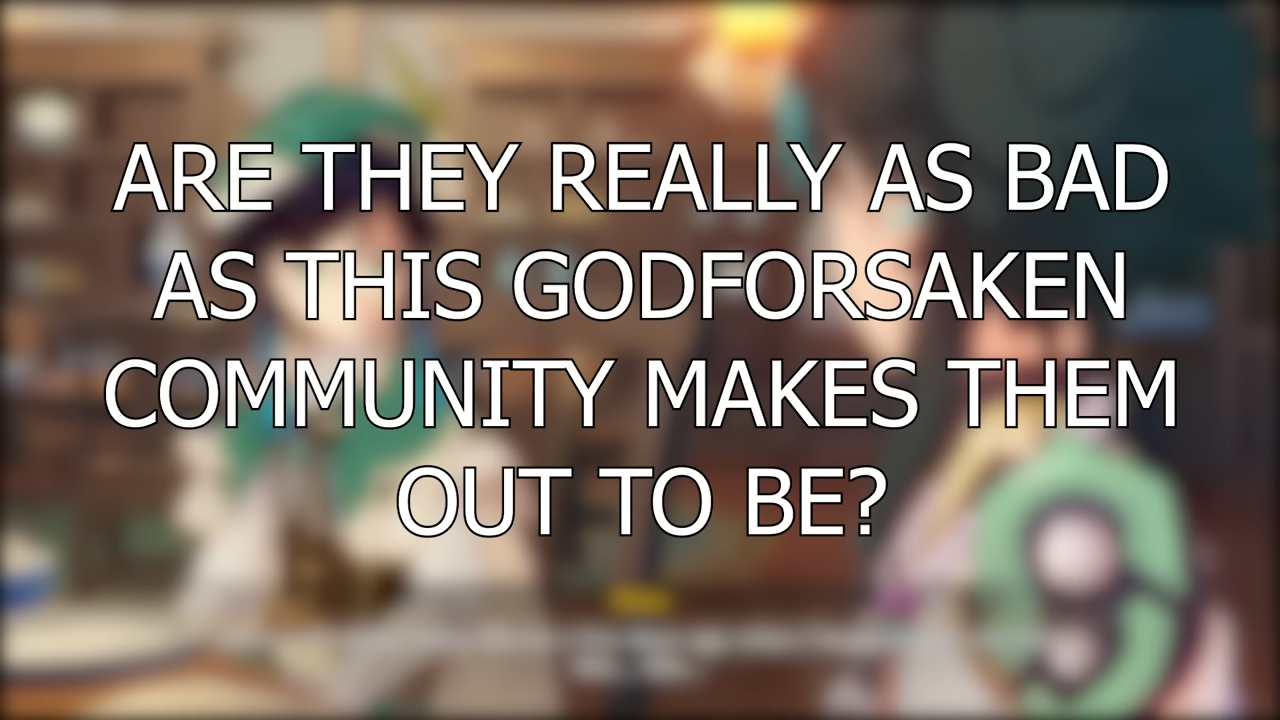 ARE THEY REALLY AS BAD
AS THIS GODFORSAKEN
COMMUNITY MAKES THEM
OUT TO BE?